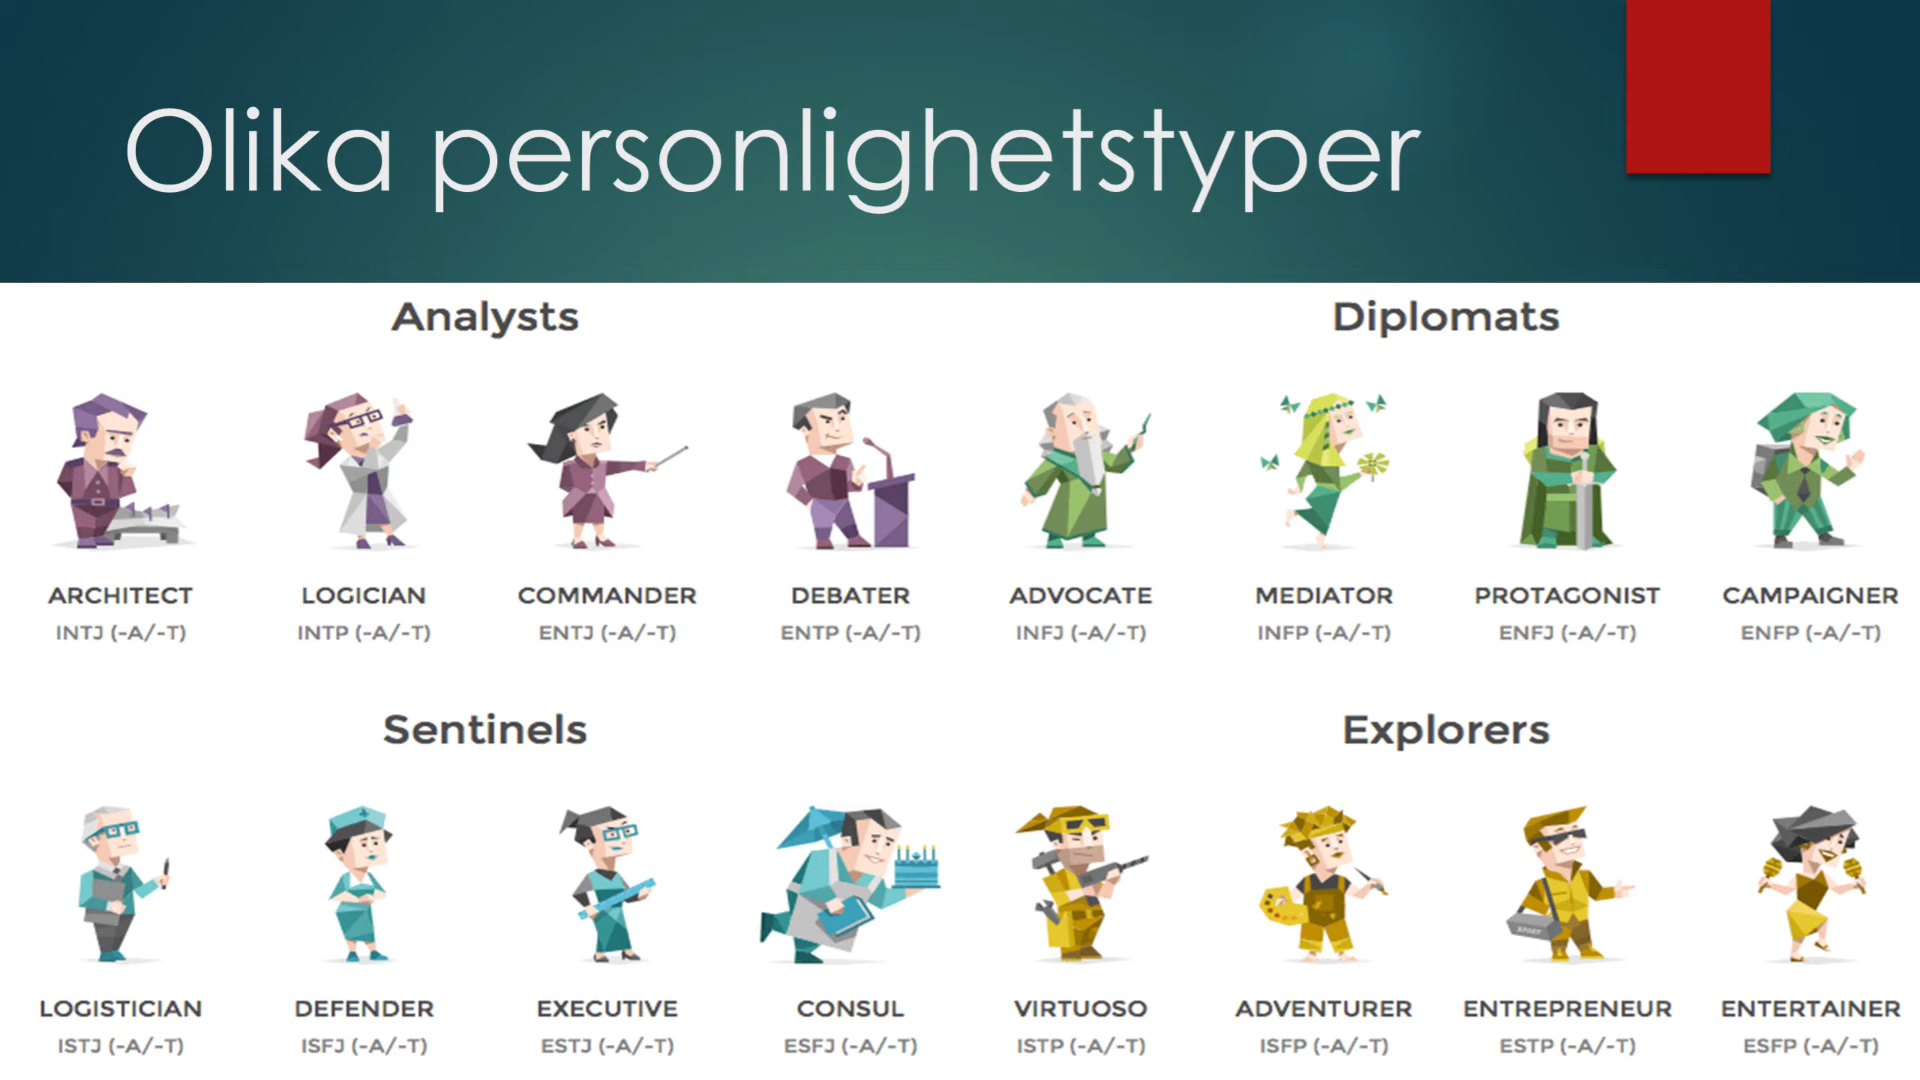 Olika personlighetstyper
Analysts
Diplomats
ARCHITECT
INTJ (-A/-T)
LOGICIAN
INTP (-A/-T)
COMMANDER
ENTJ (-A/-T)
DEBATER
ENTP (-A/-T)
ADVOCATE
INFJ (-A/-T)
MEDIATOR
INFP (-A/-T)
PROTAGONIST
ENFJ (-A/-T)
CAMPAIGNER
ENFP (-A/-T)
Sentinels
Explorers
LOGISTICIAN
ISTJ (-A/-T)
DEFENDER
ISFJ (-A/-T)
EXECUTIVE
ESTJ (-A/-T)
CONSUL
ESFJ (-A/-T)
VIRTUOSO
ISTP (-A/-T)
ADVENTURER
ISFP (-A/-T)
ENTREPRENEUR
ESTP (-A/-T)
ENTERTAINER
ESFP (-A/-T)